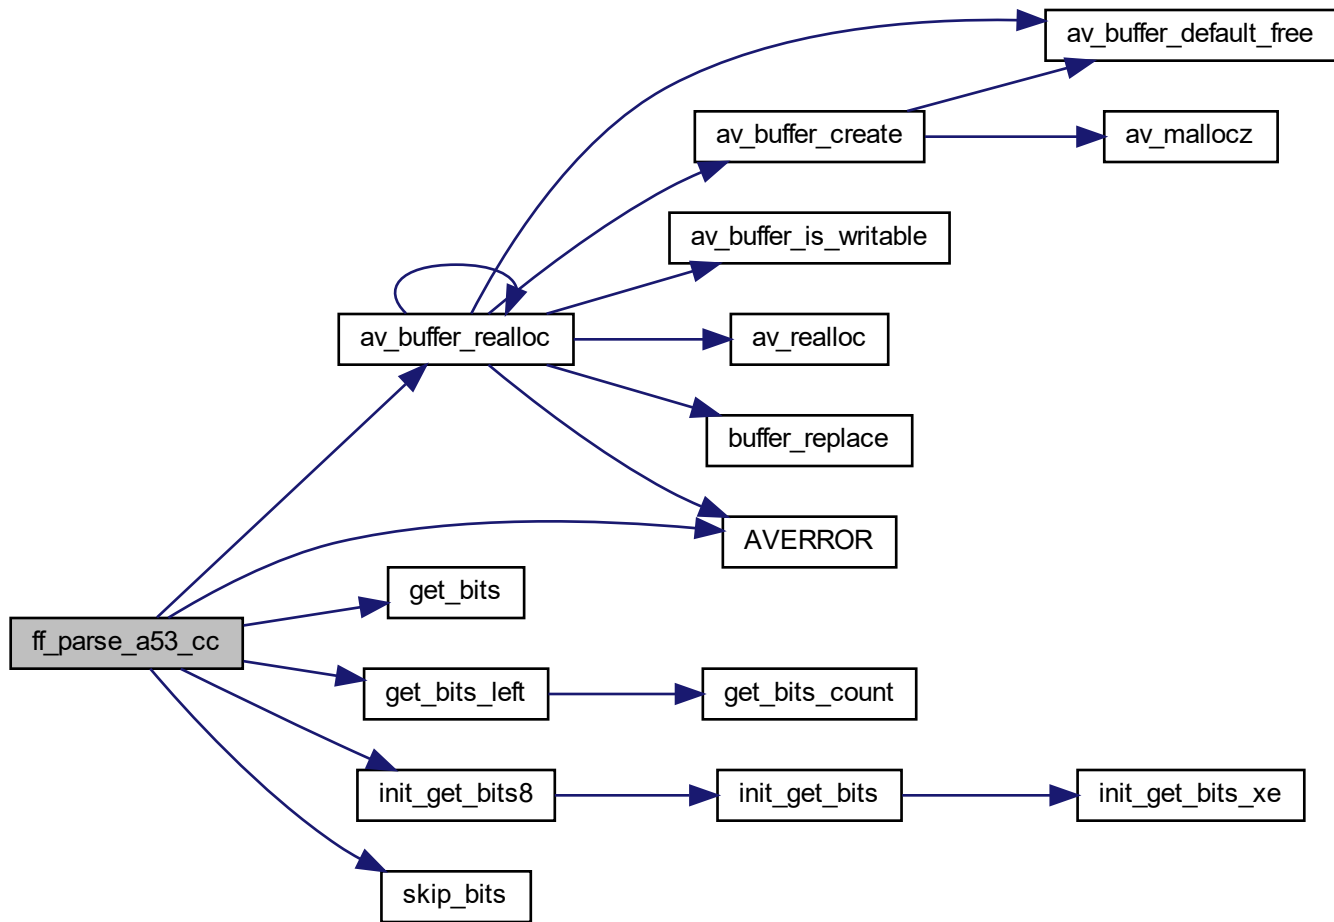 av_buffer_default_free
av_buffer_create
av_mallocz
av_buffer_is_writable
av_buffer_realloc
av_realloc
buffer_replace
AVERROR
get_bits
ff_parse_a53_cc
get_bits_left
get_bits_count
init_get_bits8
init_get_bits
init_get_bits_xe
skip_bits